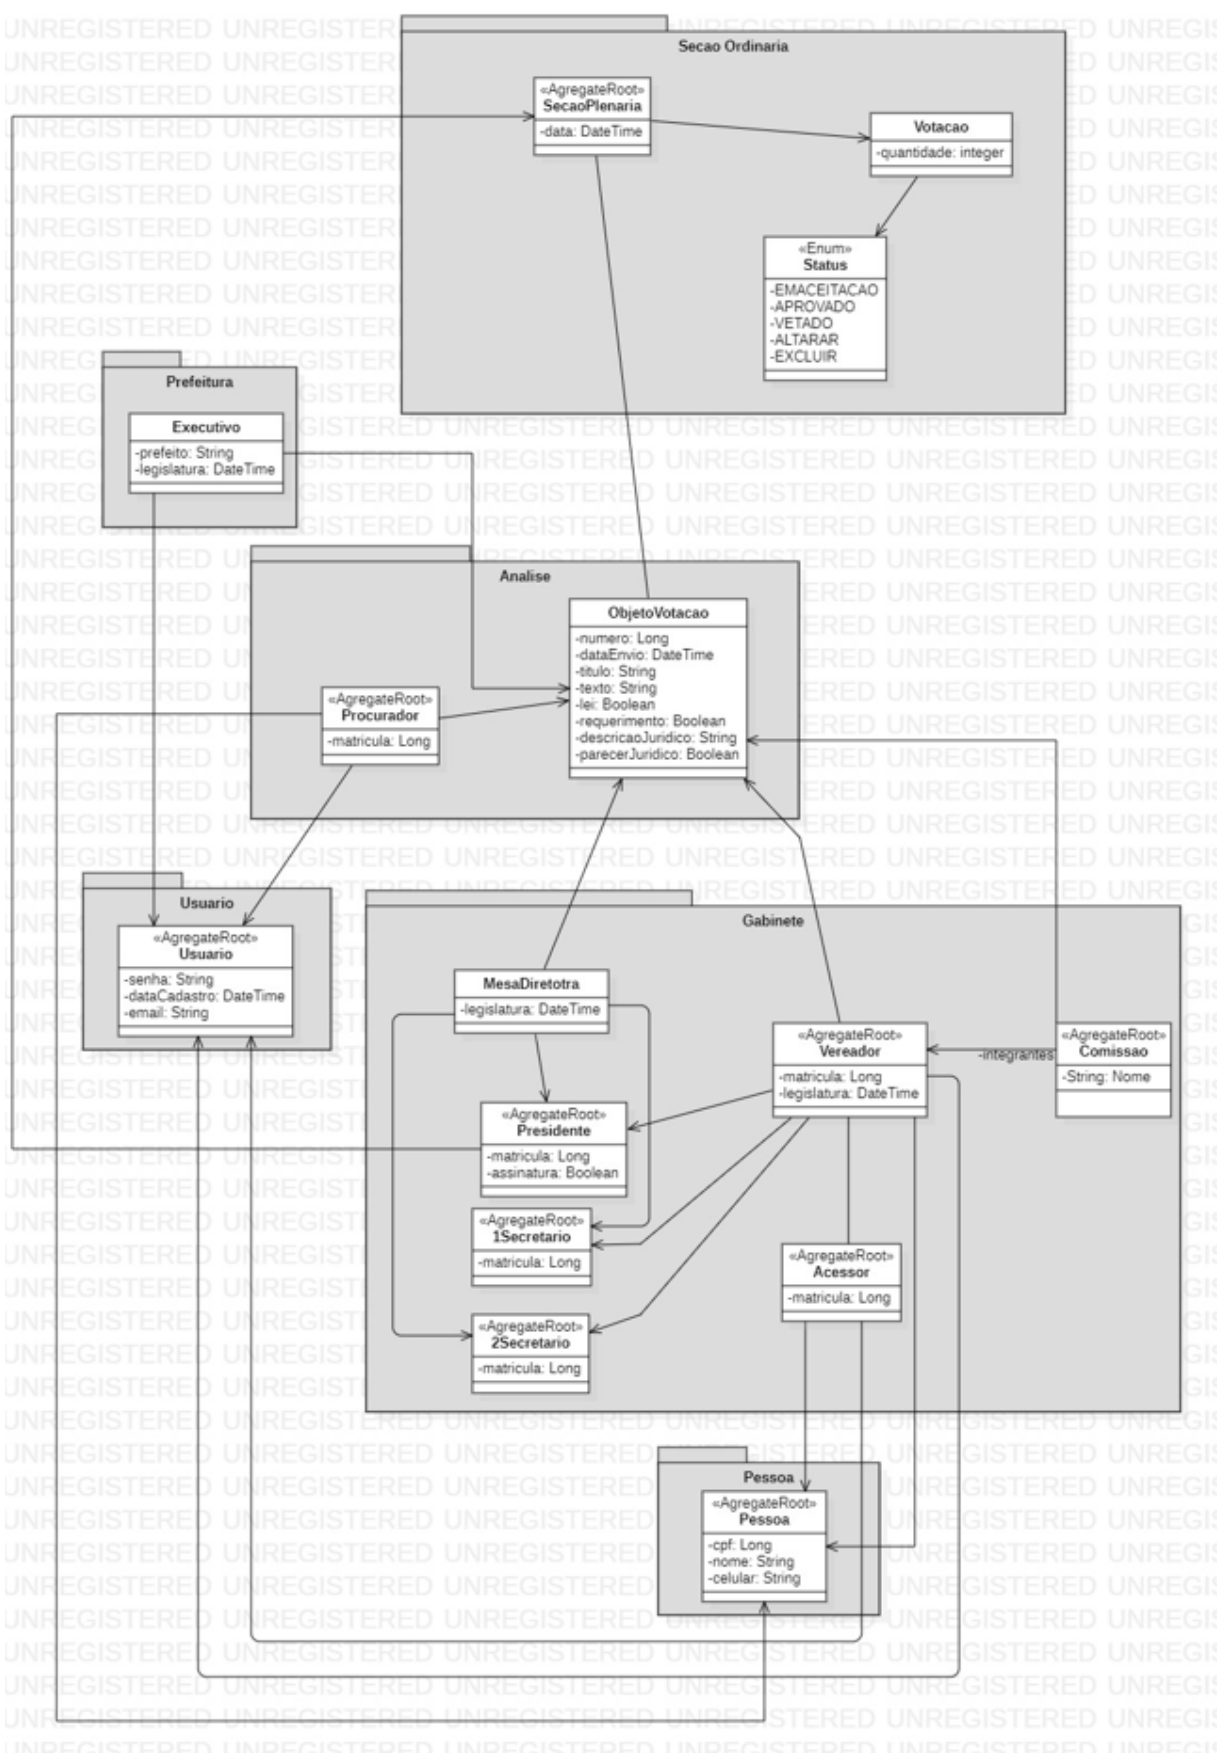 Secao Ordinaria
«AgregateRoot»
SecaoPlenaria
-data: DateTime
Votacao
-quantidade: integer
«Enum»
Status
-EMACEITACAO
-APROVADO
-VETADO
-ALTARAR
-EXCLUIR
Prefeitura
Executivo
-prefeito: String
-legislatura: DateTime
Analise
ObjetoVotacao
-numero: Long
-dataEnvio: DateTime
-titulo: String
-texto: String
-lei: Boolean
-requerimento: Boolean
-descricaoJuridico: String
-parecerJuridico: Boolean
«AgregateRoot»
Procurador
-matricula: Long
Usuario
«AgregateRoot»
Usuario
-senha: String
-dataCadastro: DateTime
-email: String
Gabinete
MesaDiretotra
-legislatura: DateTime
«AgregateRoot»
Vereador
-matricula: Long
-legislatura: DateTime
-integrantes
«AgregateRoot»
Comissao
-String: Nome
«AgregateRoot»
Presidente
-matricula: Long
-assinatura: Boolean
«AgregateRoot»
1Secretario
-matricula: Long
«AgregateRoot»
Acessor
-matricula: Long
«AgregateRoot»
2Secretario
-matricula: Long
Pessoa
«AgregateRoot»
Pessoa
-cpf: Long
-nome: String
-celular: String